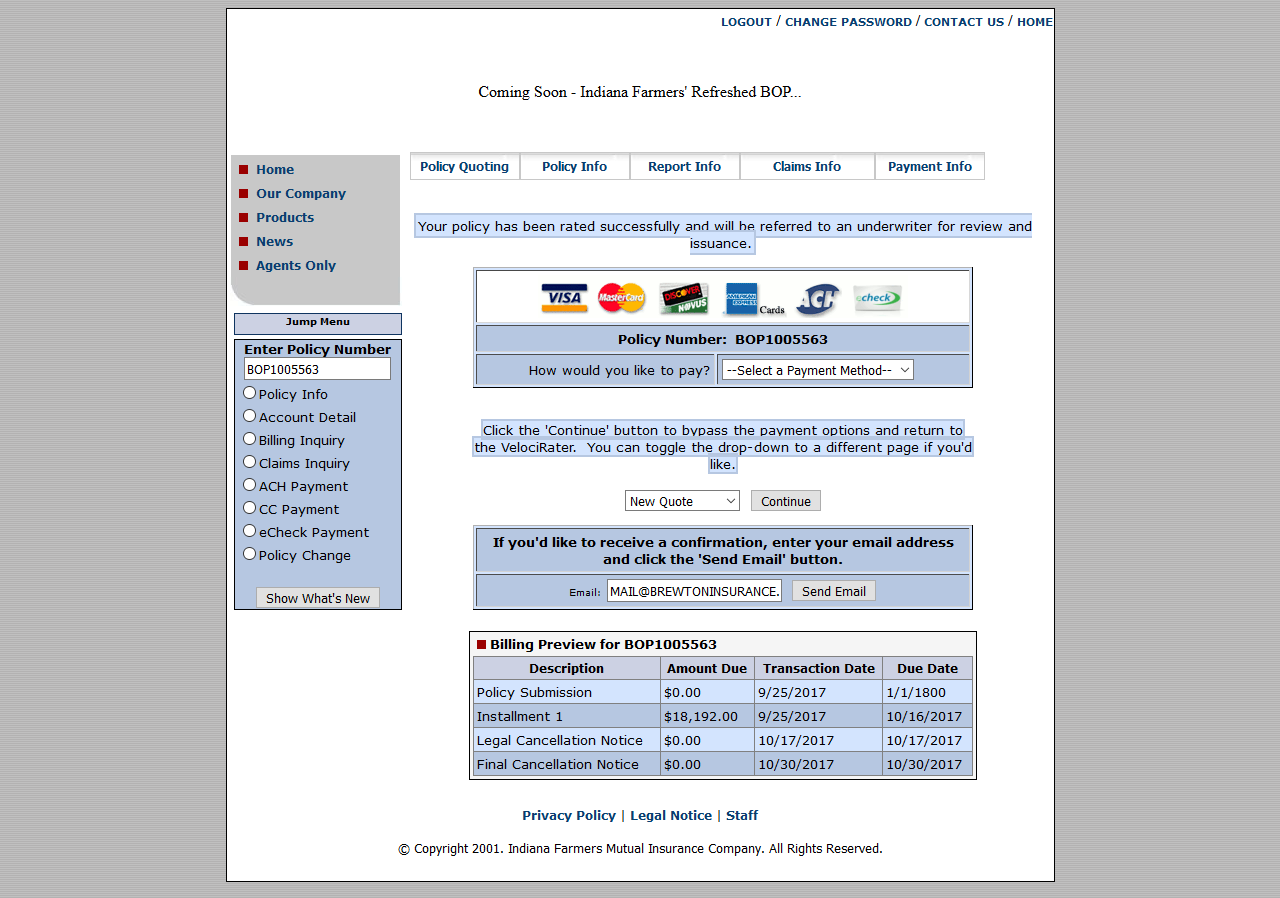 LOGOUT / CHANGE PASSWORD / CONTACT US / HOME
Coming Soon - Indiana Farmers' Refreshed BOP...
Home
Our Company
Products
News
Agents Only
Policy Quoting Policy Info Report Info Claims Info Payment Info
Jump Menu
Enter Policy Number
BOP1005563
Policy Info
Account Detail
Billing Inquiry
Claims Inquiry
ACH Payment
CC Payment
eCheck Payment
Policy Change
Show What's New
Your policy has been rated successfully and will be referred to an underwriter for review and
issuance.
VISA MasterCard DISCOVER NOVUS AMERICAN EXPRESS Cards ACH echeck
Policy Number: BOP1005563
How would you like to pay? --Select a Payment Method--
Click the 'Continue' button to bypass the payment options and return to
the VelociRater. You can toggle the drop-down to a different page if you'd
like.
New Quote Continue
If you'd like to receive a confirmation, enter your email address
and click the 'Send Email' button.
Email: MAIL@BREWTONINSURANCE. Send Email
Billing Preview for BOP1005563
Description Amount Due Transaction Date Due Date
Policy Submission $0.00 9/25/2017 1/1/1800
Installment 1 $18,192.00 9/25/2017 10/16/2017
Legal Cancellation Notice $0.00 10/17/2017 10/17/2017
Final Cancellation Notice $0.00 10/30/2017 10/30/2017
Privacy Policy | Legal Notice | Staff
© Copyright 2001. Indiana Farmers Mutual Insurance Company. All Rights Reserved.